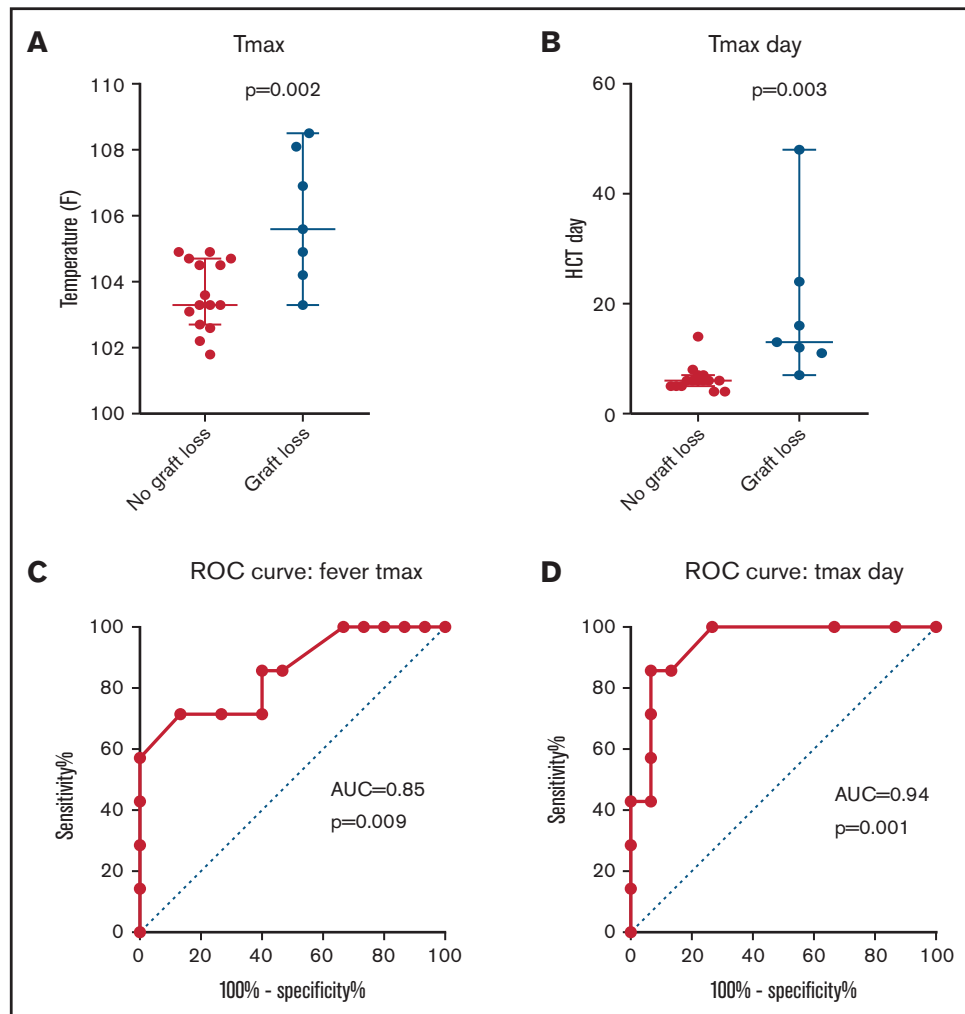 A
Tmax
p=0.002
110
108
106
104
102
100
Temperature (F)
No graft loss
Graft loss
B
Tmax day
p=0.003
60
40
20
0
HCT day
No graft loss
Graft loss
C
ROC curve: fever tmax
100
80
60
40
20
0
Sensitivity%
AUC=0.85
p=0.009
0 20 40 60 80 100
100% - specificity%
D
ROC curve: tmax day
100
80
60
40
20
0
Sensitivity%
AUC=0.94
p=0.001
0 20 40 60 80 100
100% - specificity%